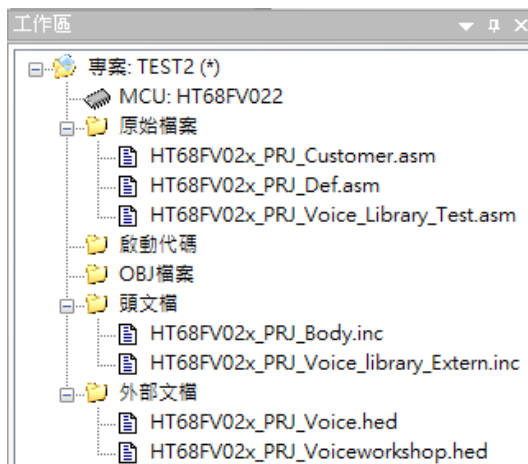 工作區
專案: TEST2 (*)
MCU: HT68FV022
原始檔案
HT68FV02x_PRJ_Customer.asm
HT68FV02x_PRJ_Def.asm
HT68FV02x_PRJ_Voice_Library_Test.asm
啟動代碼
OBJ檔案
頭文檔
HT68FV02x_PRJ_Body.inc
HT68FV02x_PRJ_Voice_library_Extern.inc
外部文檔
HT68FV02x_PRJ_Voice.hed
HT68FV02x_PRJ_Voiceworkshop.hed